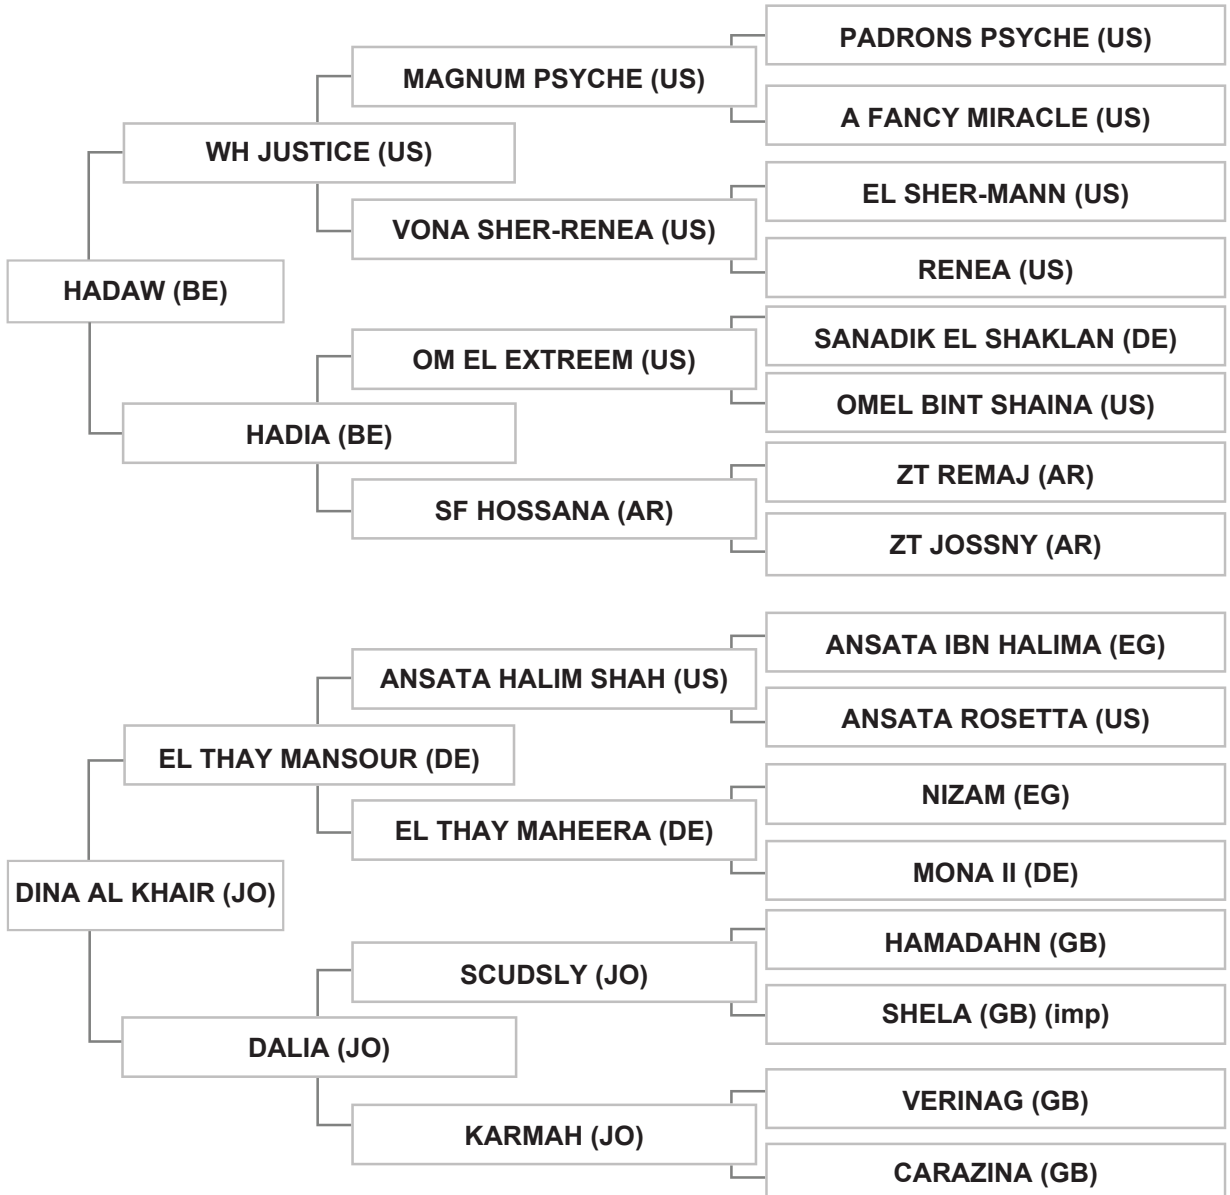 PADRONS PSYCHE (US)
MAGNUM PSYCHE (US)
A FANCY MIRACLE (US)
WH JUSTICE (US)
EL SHER-MANN (US)
VONA SHER-RENEA (US)
RENEA (US)
HADAW (BE)
SANADIK EL SHAKLAN (DE)
OM EL EXTREEM (US)
OMEL BINT SHAINA (US)
HADIA (BE)
ZT REMAJ (AR)
SF HOSSANA (AR)
ZT JOSSNY (AR)
ANSATA IBN HALIMA (EG)
ANSATA HALIM SHAH (US)
ANSATA ROSETTA (US)
EL THAY MANSOUR (DE)
NIZAM (EG)
EL THAY MAHEERA (DE)
MONA II (DE)
DINA AL KHAIR (JO)
HAMADAHN (GB)
SCUDSLY (JO)
SHELA (GB) (imp)
DALIA (JO)
VERINAG (GB)
KARMAH (JO)
CARAZINA (GB)